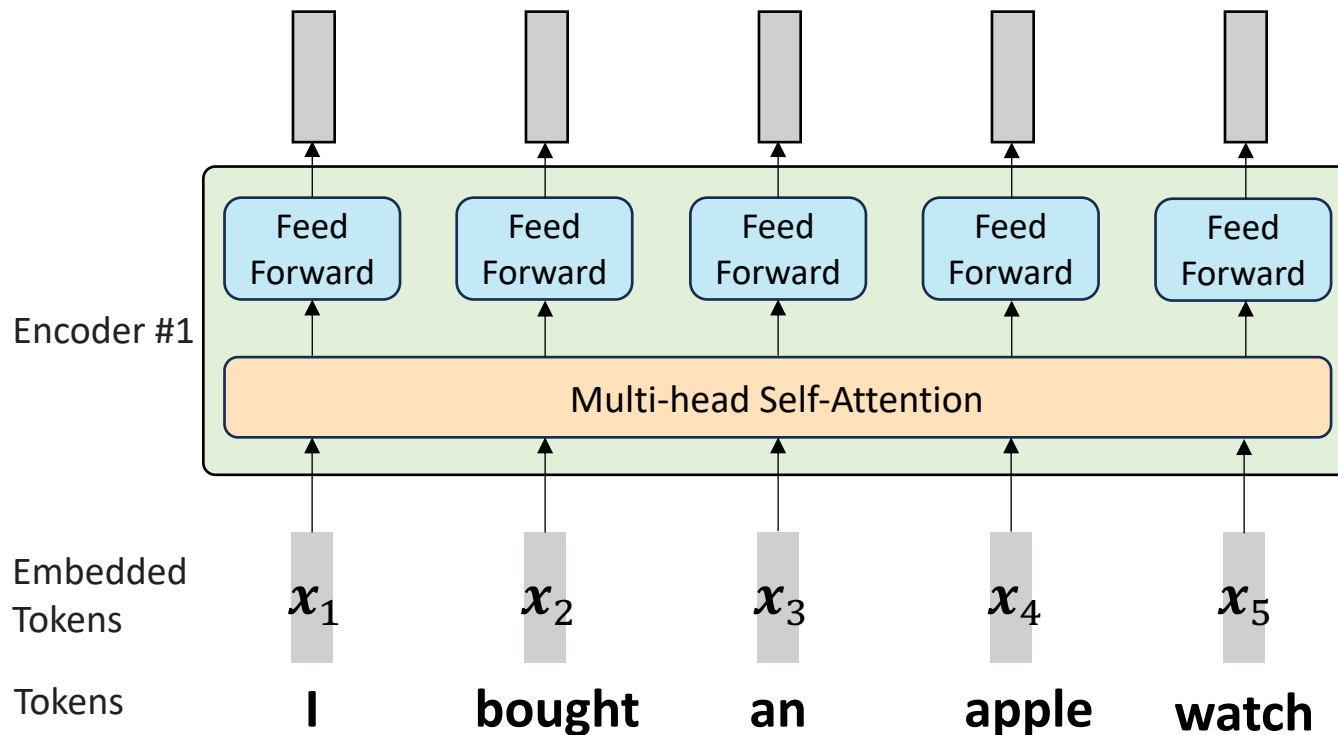 Feed Feed Feed Feed Feed
Forward Forward Forward Forward Forward
Encoder #1
Multi-head Self-Attention
Embedded
Tokens
x₁ x₂ x₃ x₄ x₅
Tokens I bought an apple watch